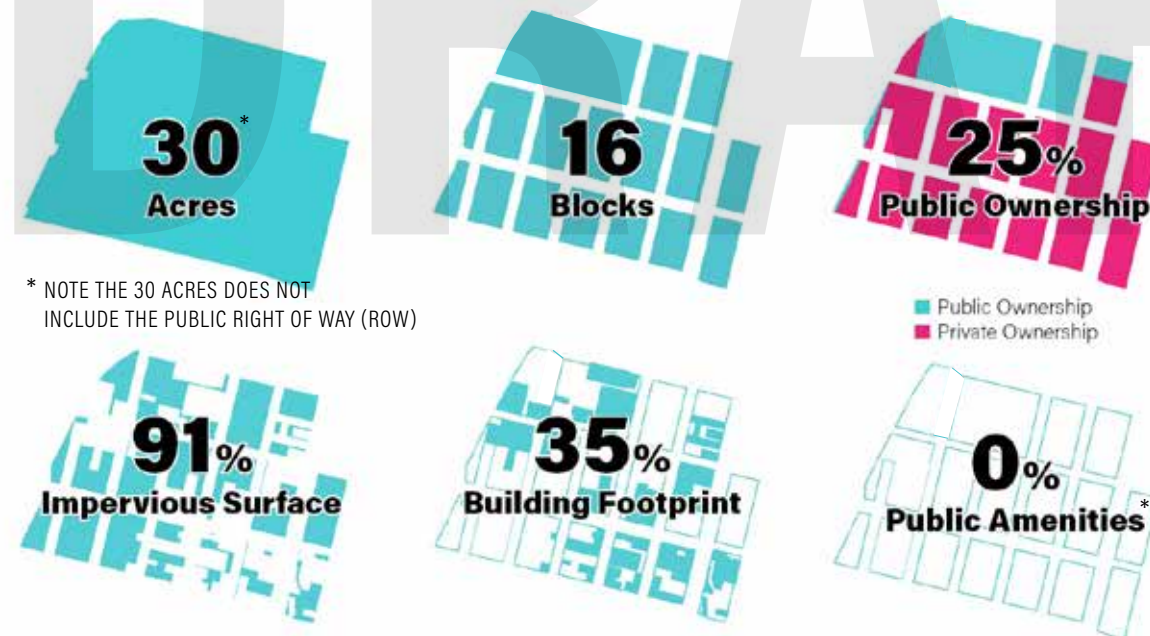 DRA
30*
Acres
16
Blocks
25%
Public Ownership
* NOTE THE 30 ACRES DOES NOT
INCLUDE THE PUBLIC RIGHT OF WAY (ROW)
Public Ownership
Private Ownership
91%
Impervious Surface
35%
Building Footprint
0%
Public Amenities*